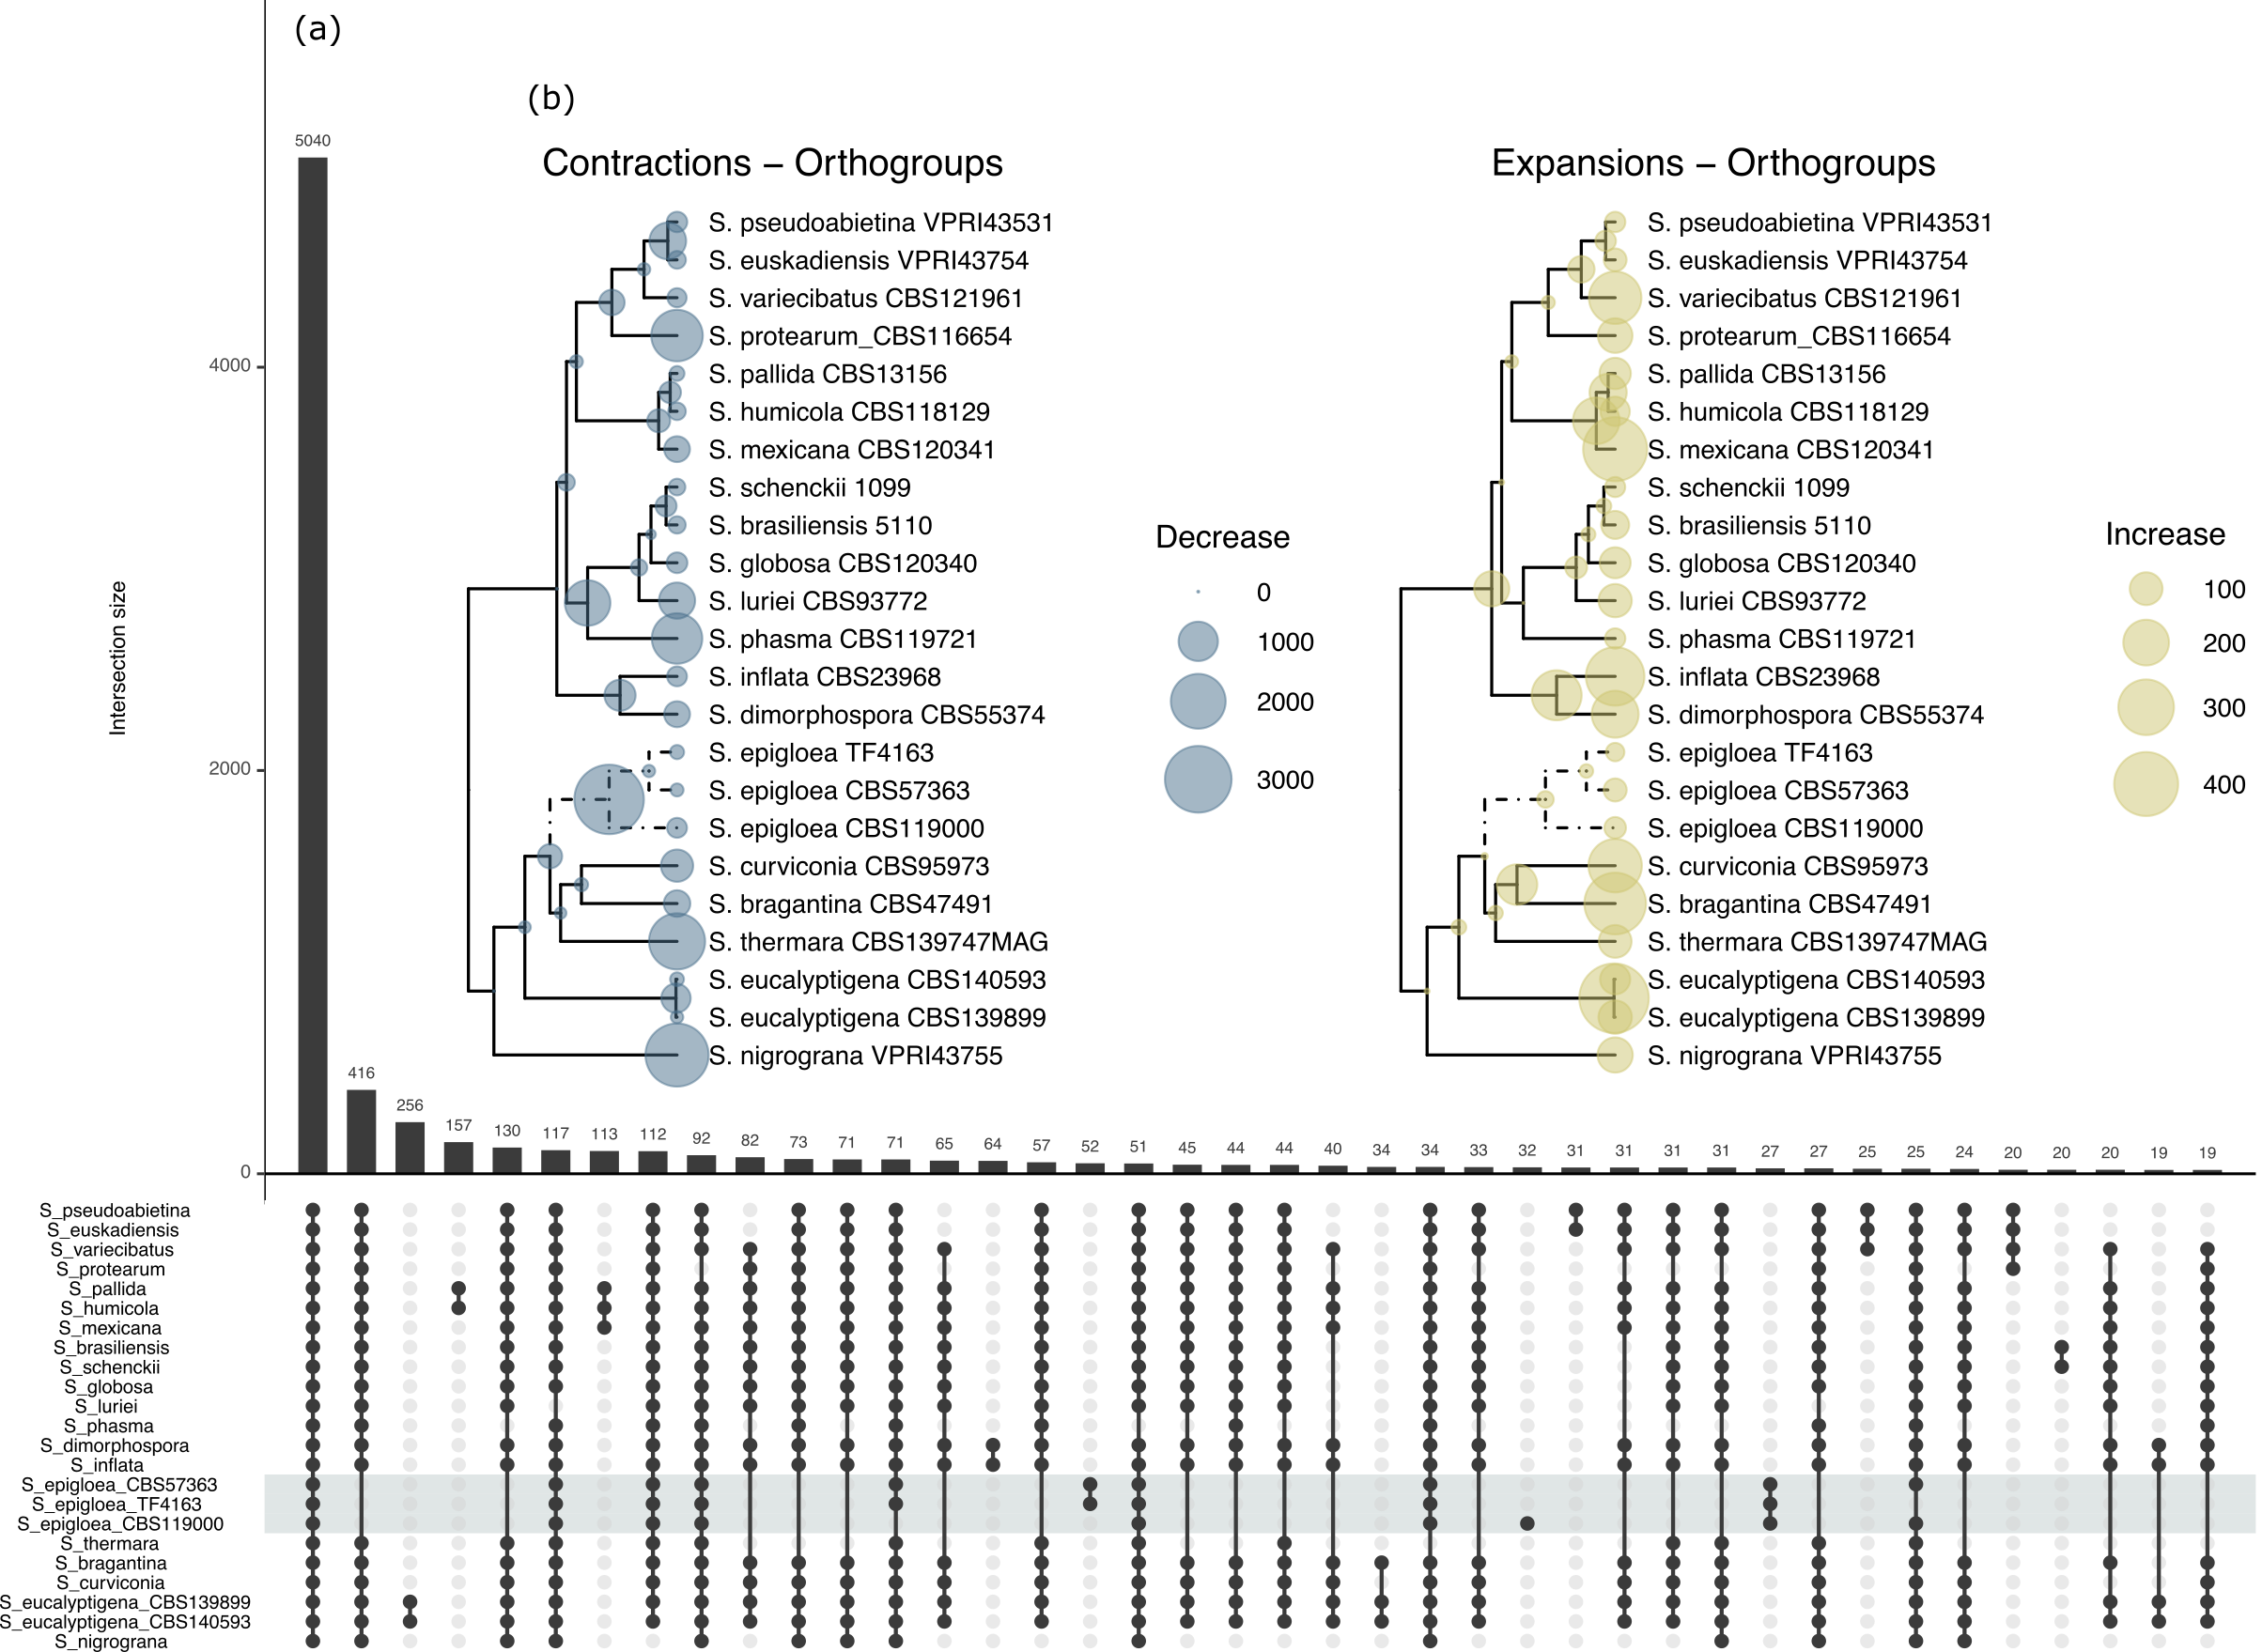 (a)
(b)
5040
Contractions – Orthogroups
Expansions – Orthogroups
S. pseudoabietina VPRI43531
S. euskadiensis VPRI43754
S. variecibatus CBS121961
S. protearum_CBS116654
S. pallida CBS13156
S. humicola CBS118129
S. mexicana CBS120341
S. schenckii 1099
S. brasiliensis 5110
S. globosa CBS120340
S. luriei CBS93772
S. phasma CBS119721
S. inflata CBS23968
S. dimorphospora CBS55374
S. epigloea TF4163
S. epigloea CBS57363
S. epigloea CBS119000
S. curviconia CBS95973
S. bragantina CBS47491
S. thermara CBS139747MAG
S. eucalyptigena CBS140593
S. eucalyptigena CBS139899
S. nigrograna VPRI43755
Decrease
0
1000
2000
3000
S. pseudoabietina VPRI43531
S. euskadiensis VPRI43754
S. variecibatus CBS121961
S. protearum_CBS116654
S. pallida CBS13156
S. humicola CBS118129
S. mexicana CBS120341
S. schenckii 1099
S. brasiliensis 5110
S. globosa CBS120340
S. luriei CBS93772
S. phasma CBS119721
S. inflata CBS23968
S. dimorphospora CBS55374
S. epigloea TF4163
S. epigloea CBS57363
S. epigloea CBS119000
S. curviconia CBS95973
S. bragantina CBS47491
S. thermara CBS139747MAG
S. eucalyptigena CBS140593
S. eucalyptigena CBS139899
S. nigrograna VPRI43755
Increase
100
200
300
400
Intersection size
4000
2000
0
416 256 157 130 117 113 112 92 82 73 71 71 65 64 57 52 51 45 44 44 40 34 34 33 32 31 31 31 31 27 27 25 25 24 20 20 20 19 19
S_pseudoabietina
S_euskadiensis
S_variecibatus
S_protearum
S_pallida
S_humicola
S_mexicana
S_brasiliensis
S_schenckii
S_globosa
S_luriei
S_phasma
S_dimorphospora
S_inflata
S_epigloea_CBS57363
S_epigloea_TF4163
S_epigloea_CBS119000
S_thermara
S_bragantina
S_curviconia
S_eucalyptigena_CBS139899
S_eucalyptigena_CBS140593
S_nigrograna